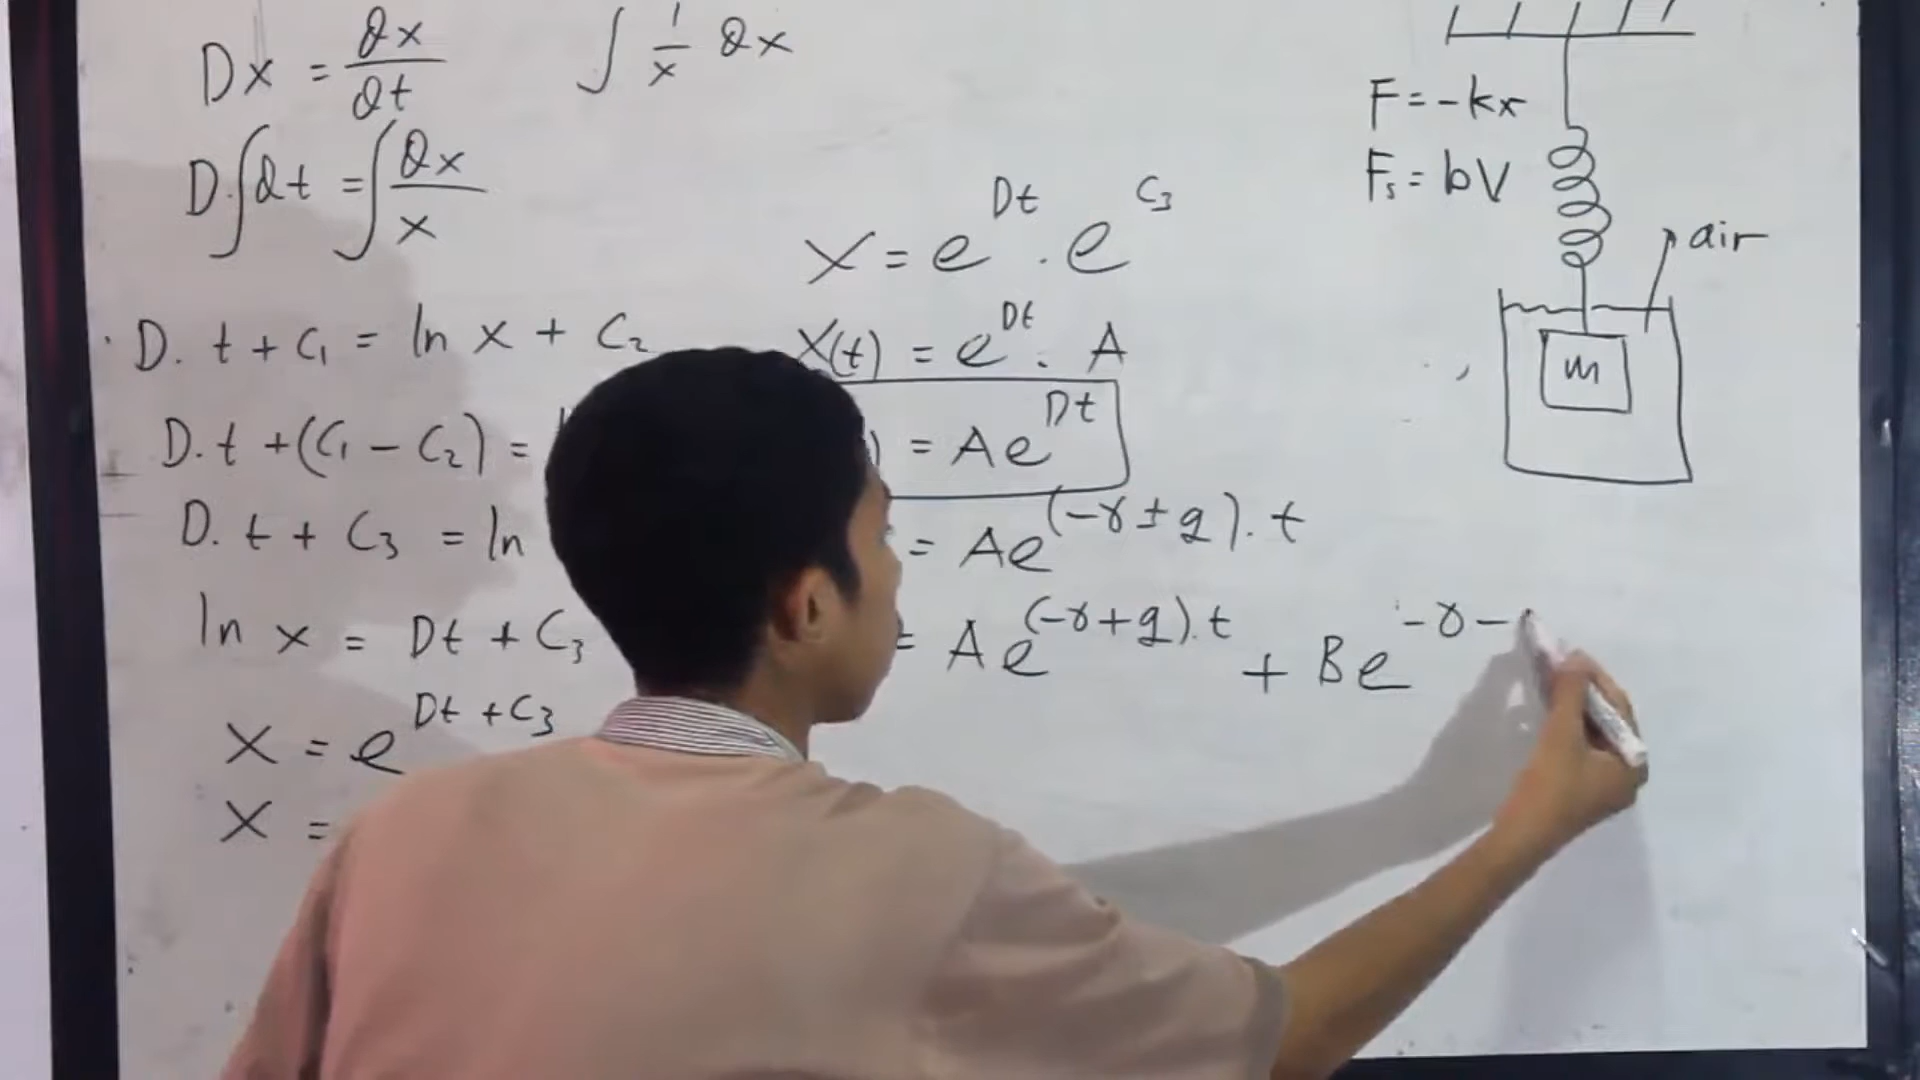 Dx = ∂x/∂t
∫ 1/x ∂x
D.∫∂t = ∫∂x/x
D. t + C₁ = ln x + C₂
D. t + (C₁ - C₂) =
D. t + C₃ = ln
ln x = Dt + C₃
x = e^(Dt + C₃)
x =
x = e^(Dt) . e^(C₃)
x(t) = e^(Dt) . A
) = Ae^(Dt)
= Ae^((-γ±q).t)
= Ae^((-γ+q).t) + Be^(-γ-
F = -kx
Fₛ = bV
air
m